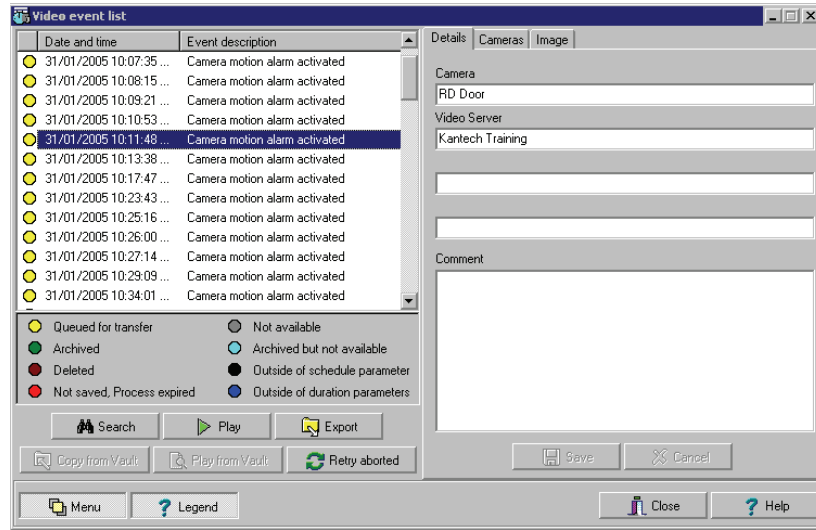 Video event list
Date and time Event description
31/01/2005 10:07:35 ... Camera motion alarm activated
31/01/2005 10:08:15 ... Camera motion alarm activated
31/01/2005 10:09:21 ... Camera motion alarm activated
31/01/2005 10:10:53 ... Camera motion alarm activated
31/01/2005 10:11:48 ... Camera motion alarm activated
31/01/2005 10:13:38 ... Camera motion alarm activated
31/01/2005 10:17:47 ... Camera motion alarm activated
31/01/2005 10:23:43 ... Camera motion alarm activated
31/01/2005 10:25:16 ... Camera motion alarm activated
31/01/2005 10:26:00 ... Camera motion alarm activated
31/01/2005 10:27:14 ... Camera motion alarm activated
31/01/2005 10:29:09 ... Camera motion alarm activated
31/01/2005 10:34:01 ... Camera motion alarm activated
Queued for transfer Not available
Archived Archived but not available
Deleted Outside of schedule parameter
Not saved, Process expired Outside of duration parameters
Search Play Export
Copy from Vault Play from Vault Retry aborted
Details Cameras Image
Camera
RD Door
Video Server
Kantech Training
Comment
Save Cancel
Menu Legend Close Help